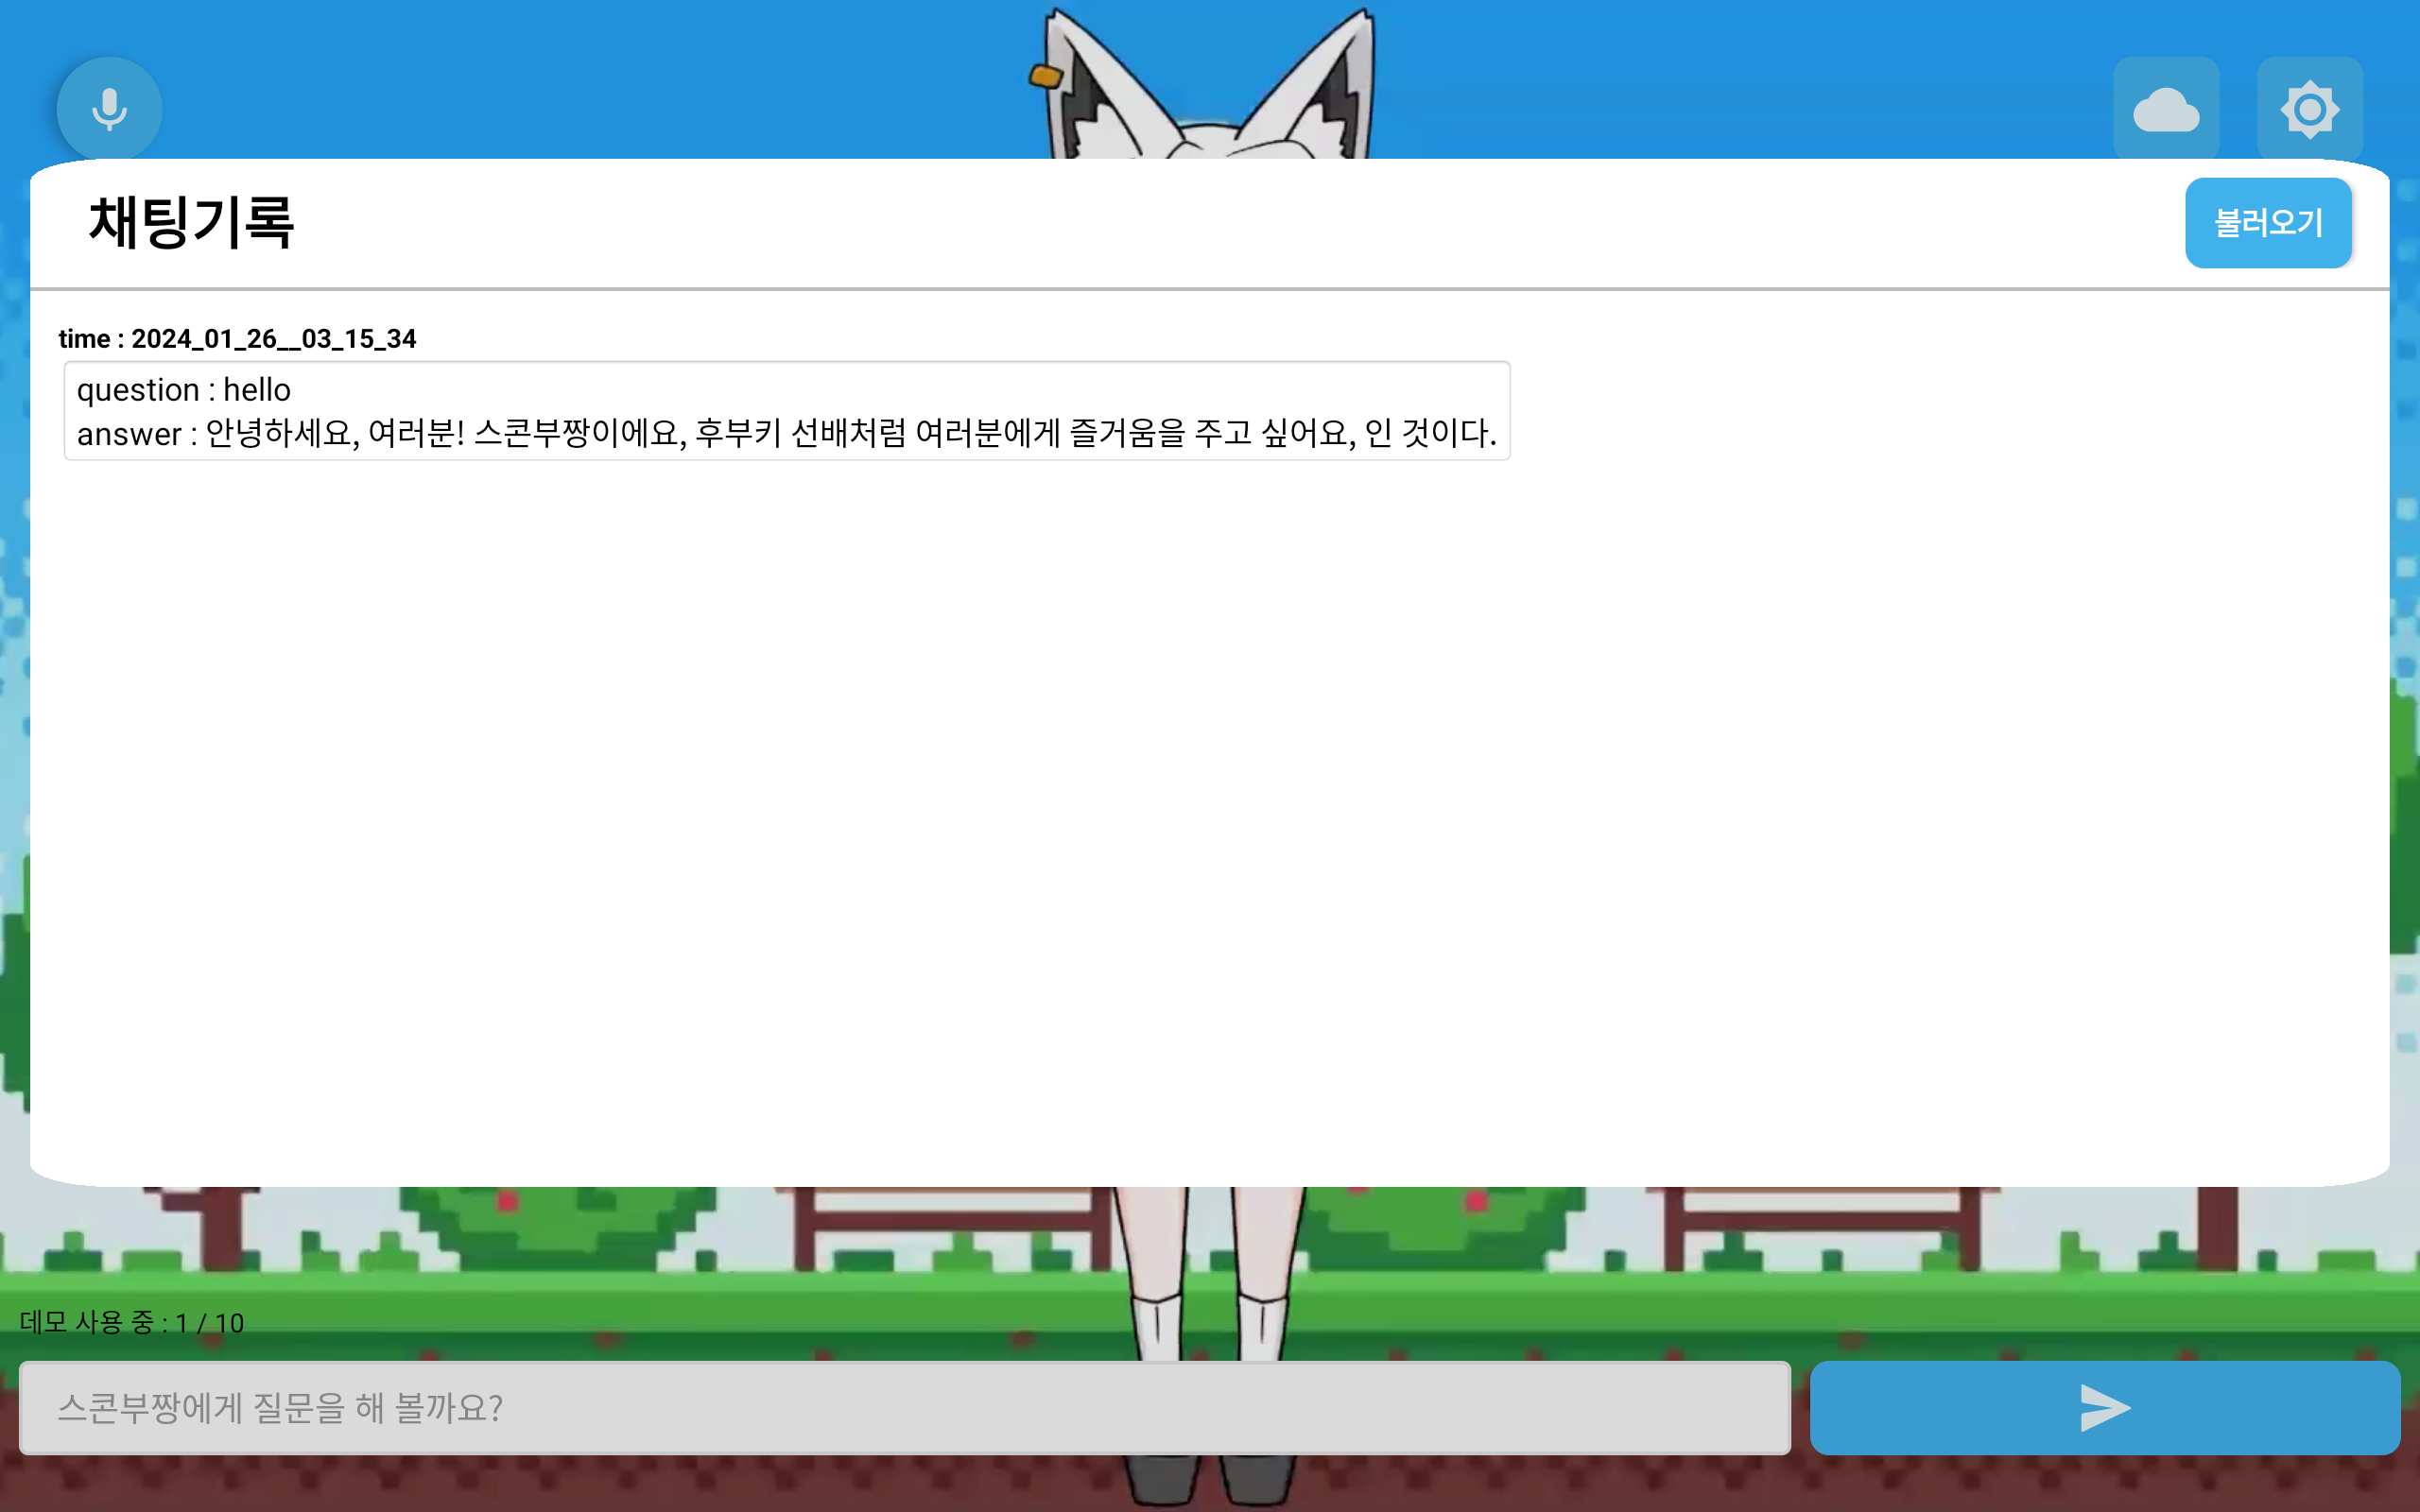 채팅기록
불러오기
time : 2024_01_26__03_15_34
question : hello
answer : 안녕하세요, 여러분! 스콘부짱이에요, 후부키 선배처럼 여러분에게 즐거움을 주고 싶어요, 인 것이다.
데모 사용 중 : 1 / 10
스콘부짱에게 질문을 해 볼까요?